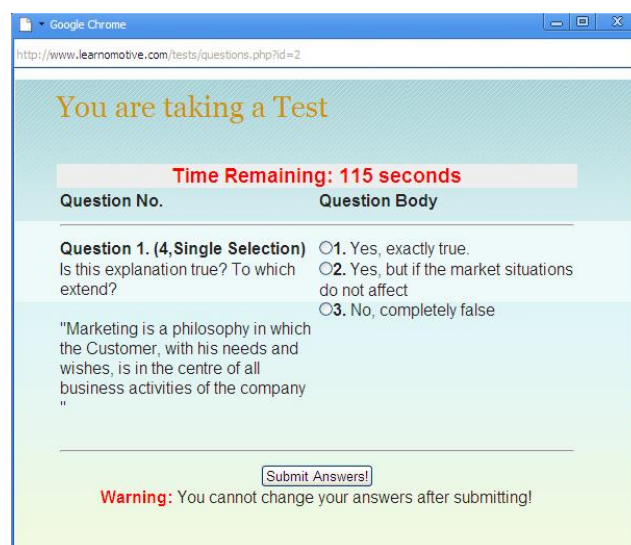 Google Chrome
http://www.learnomotive.com/tests/questions.php?id=2
You are taking a Test
Time Remaining: 115 seconds
Question No. Question Body
Question 1. (4,Single Selection)
Is this explanation true? To which
extend?
"Marketing is a philosophy in which
the Customer, with his needs and
wishes, is in the centre of all
business activities of the company
"
1. Yes, exactly true.
2. Yes, but if the market situations
do not affect
3. No, completely false
Submit Answers!
Warning: You cannot change your answers after submitting!